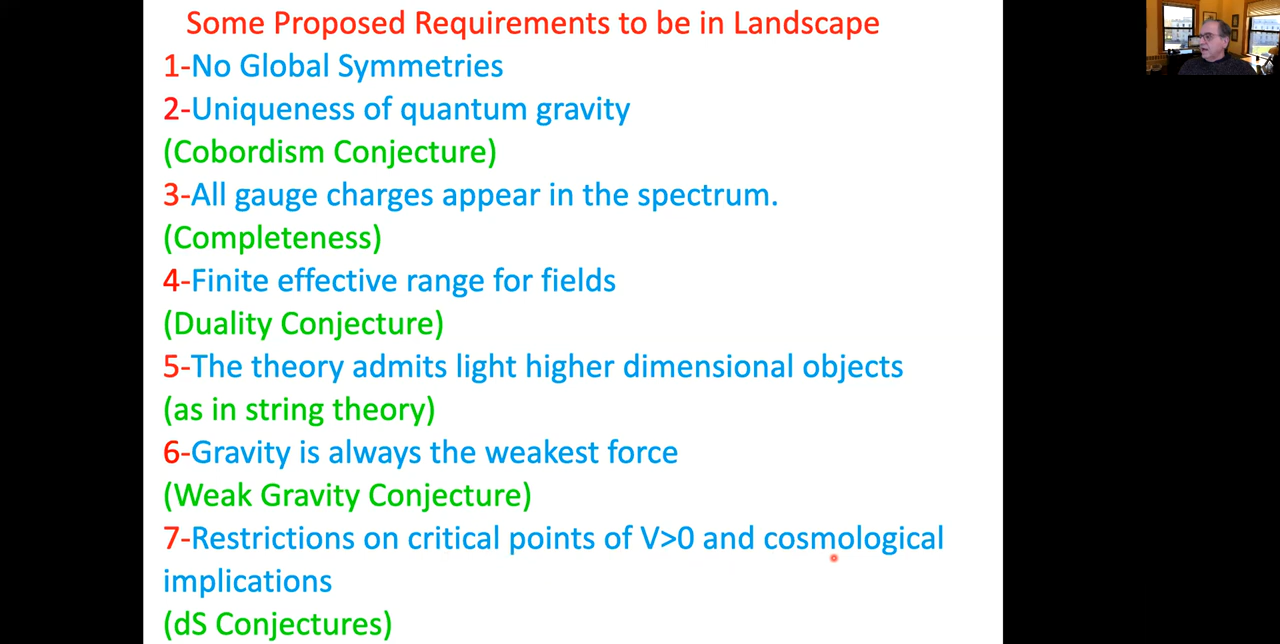 Some Proposed Requirements to be in Landscape
1-No Global Symmetries
2-Uniqueness of quantum gravity
(Cobordism Conjecture)
3-All gauge charges appear in the spectrum.
(Completeness)
4-Finite effective range for fields
(Duality Conjecture)
5-The theory admits light higher dimensional objects
(as in string theory)
6-Gravity is always the weakest force
(Weak Gravity Conjecture)
7-Restrictions on critical points of V>0 and cosmological
implications
(dS Conjectures)